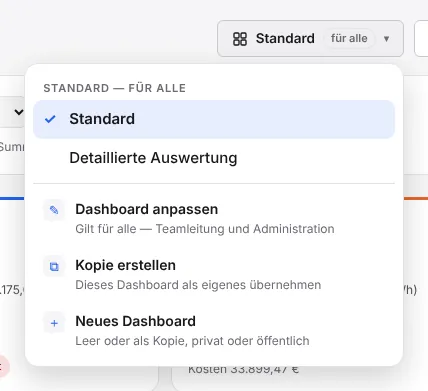 Standard für alle
STANDARD — FÜR ALLE
Standard
Detaillierte Auswertung
Dashboard anpassen
Gilt für alle — Teamleitung und Administration
Kopie erstellen
Dieses Dashboard als eigenes übernehmen
Neues Dashboard
Leer oder als Kopie, privat oder öffentlich
Kosten 33.899,47 €